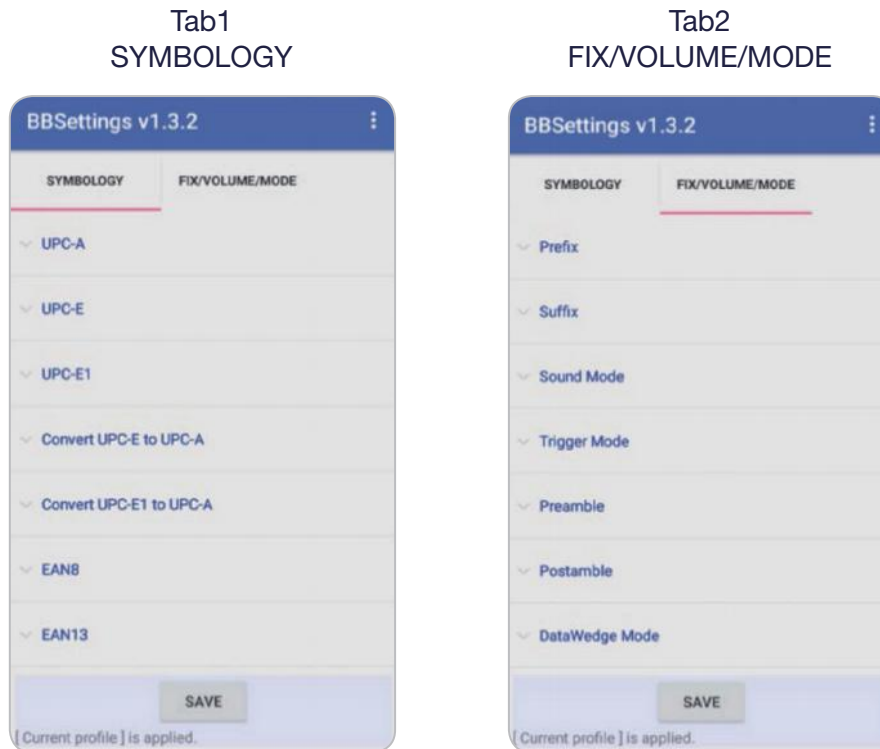 Tab1
SYMBOLOGY
BBSettings v1.3.2
SYMBOLOGY FIX/VOLUME/MODE
UPC-A
UPC-E
UPC-E1
Convert UPC-E to UPC-A
Convert UPC-E1 to UPC-A
EAN8
EAN13
SAVE
[ Current profile ] is applied.
Tab2
FIX/VOLUME/MODE
BBSettings v1.3.2
SYMBOLOGY FIX/VOLUME/MODE
Prefix
Suffix
Sound Mode
Trigger Mode
Preamble
Postamble
DataWedge Mode
SAVE
[ Current profile ] is applied.